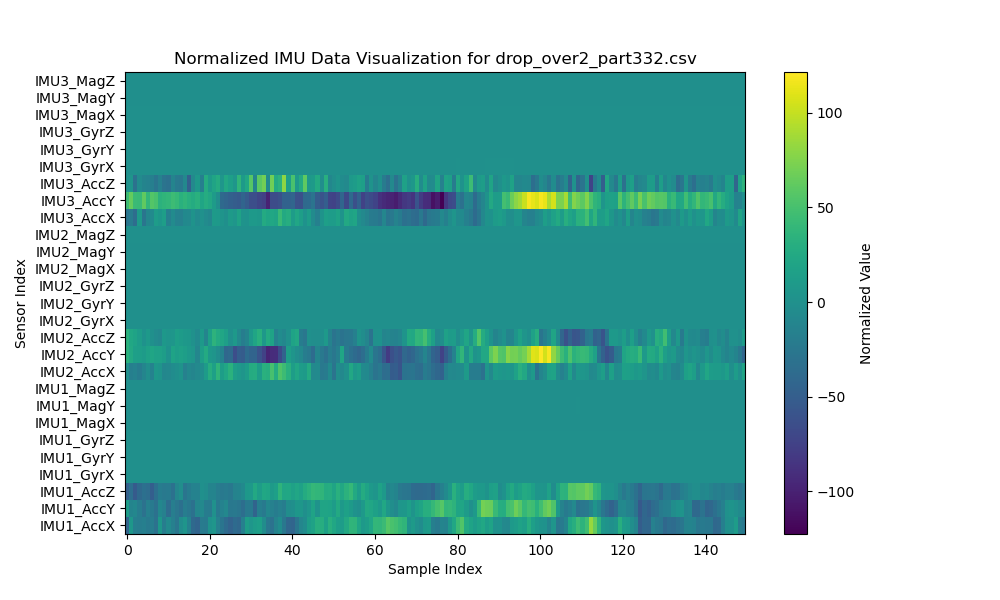 Normalized IMU Data Visualization for drop_over2_part332.csv
IMU3_MagZ
IMU3_MagY
IMU3_MagX
IMU3_GyrZ
IMU3_GyrY
IMU3_GyrX
IMU3_AccZ
IMU3_AccY
IMU3_AccX
IMU2_MagZ
IMU2_MagY
IMU2_MagX
IMU2_GyrZ
IMU2_GyrY
IMU2_GyrX
IMU2_AccZ
IMU2_AccY
IMU2_AccX
IMU1_MagZ
IMU1_MagY
IMU1_MagX
IMU1_GyrZ
IMU1_GyrY
IMU1_GyrX
IMU1_AccZ
IMU1_AccY
IMU1_AccX
Sensor Index
0 20 40 60 80 100 120 140
Sample Index
100
50
0
−50
−100
Normalized Value